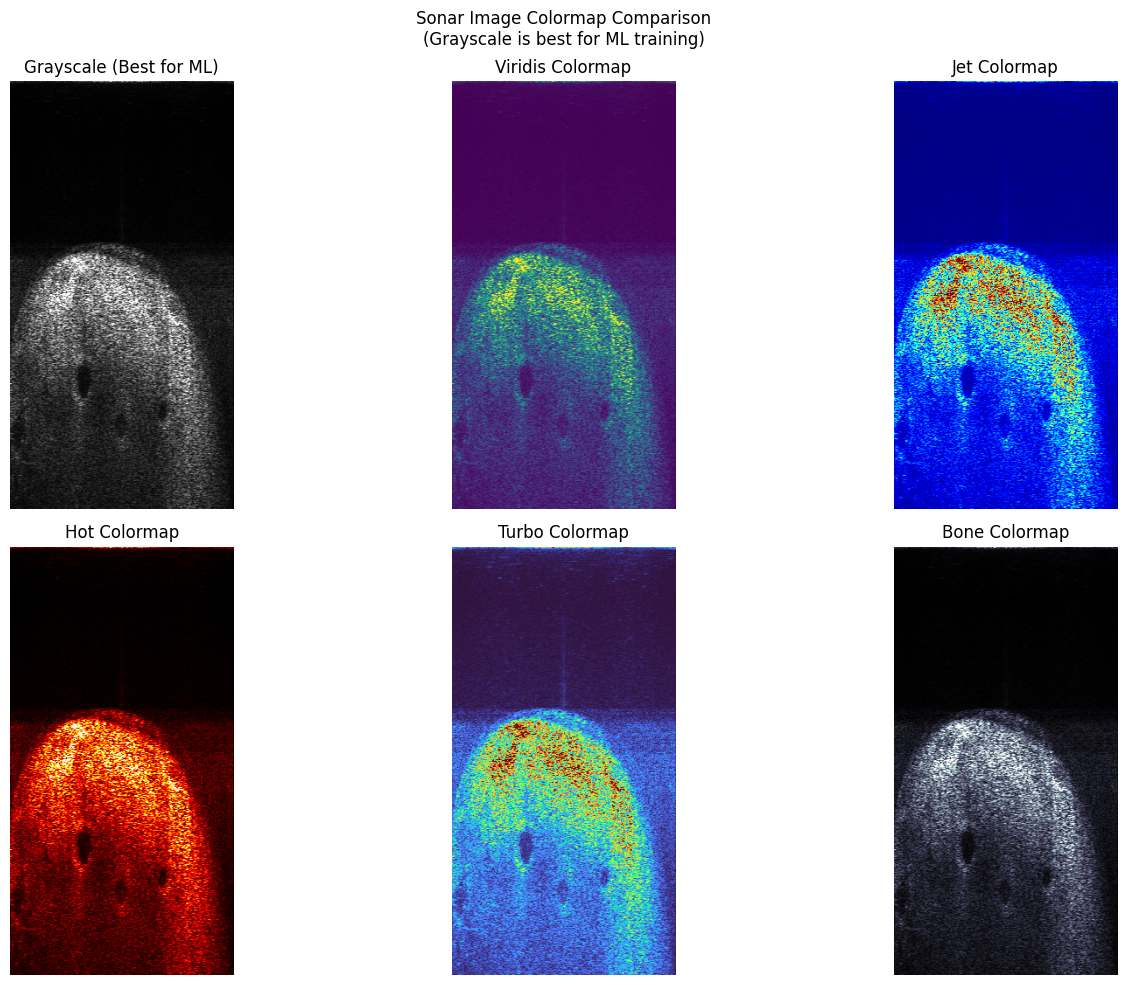 Sonar Image Colormap Comparison
(Grayscale is best for ML training)
Grayscale (Best for ML)
Viridis Colormap
Jet Colormap
Hot Colormap
Turbo Colormap
Bone Colormap